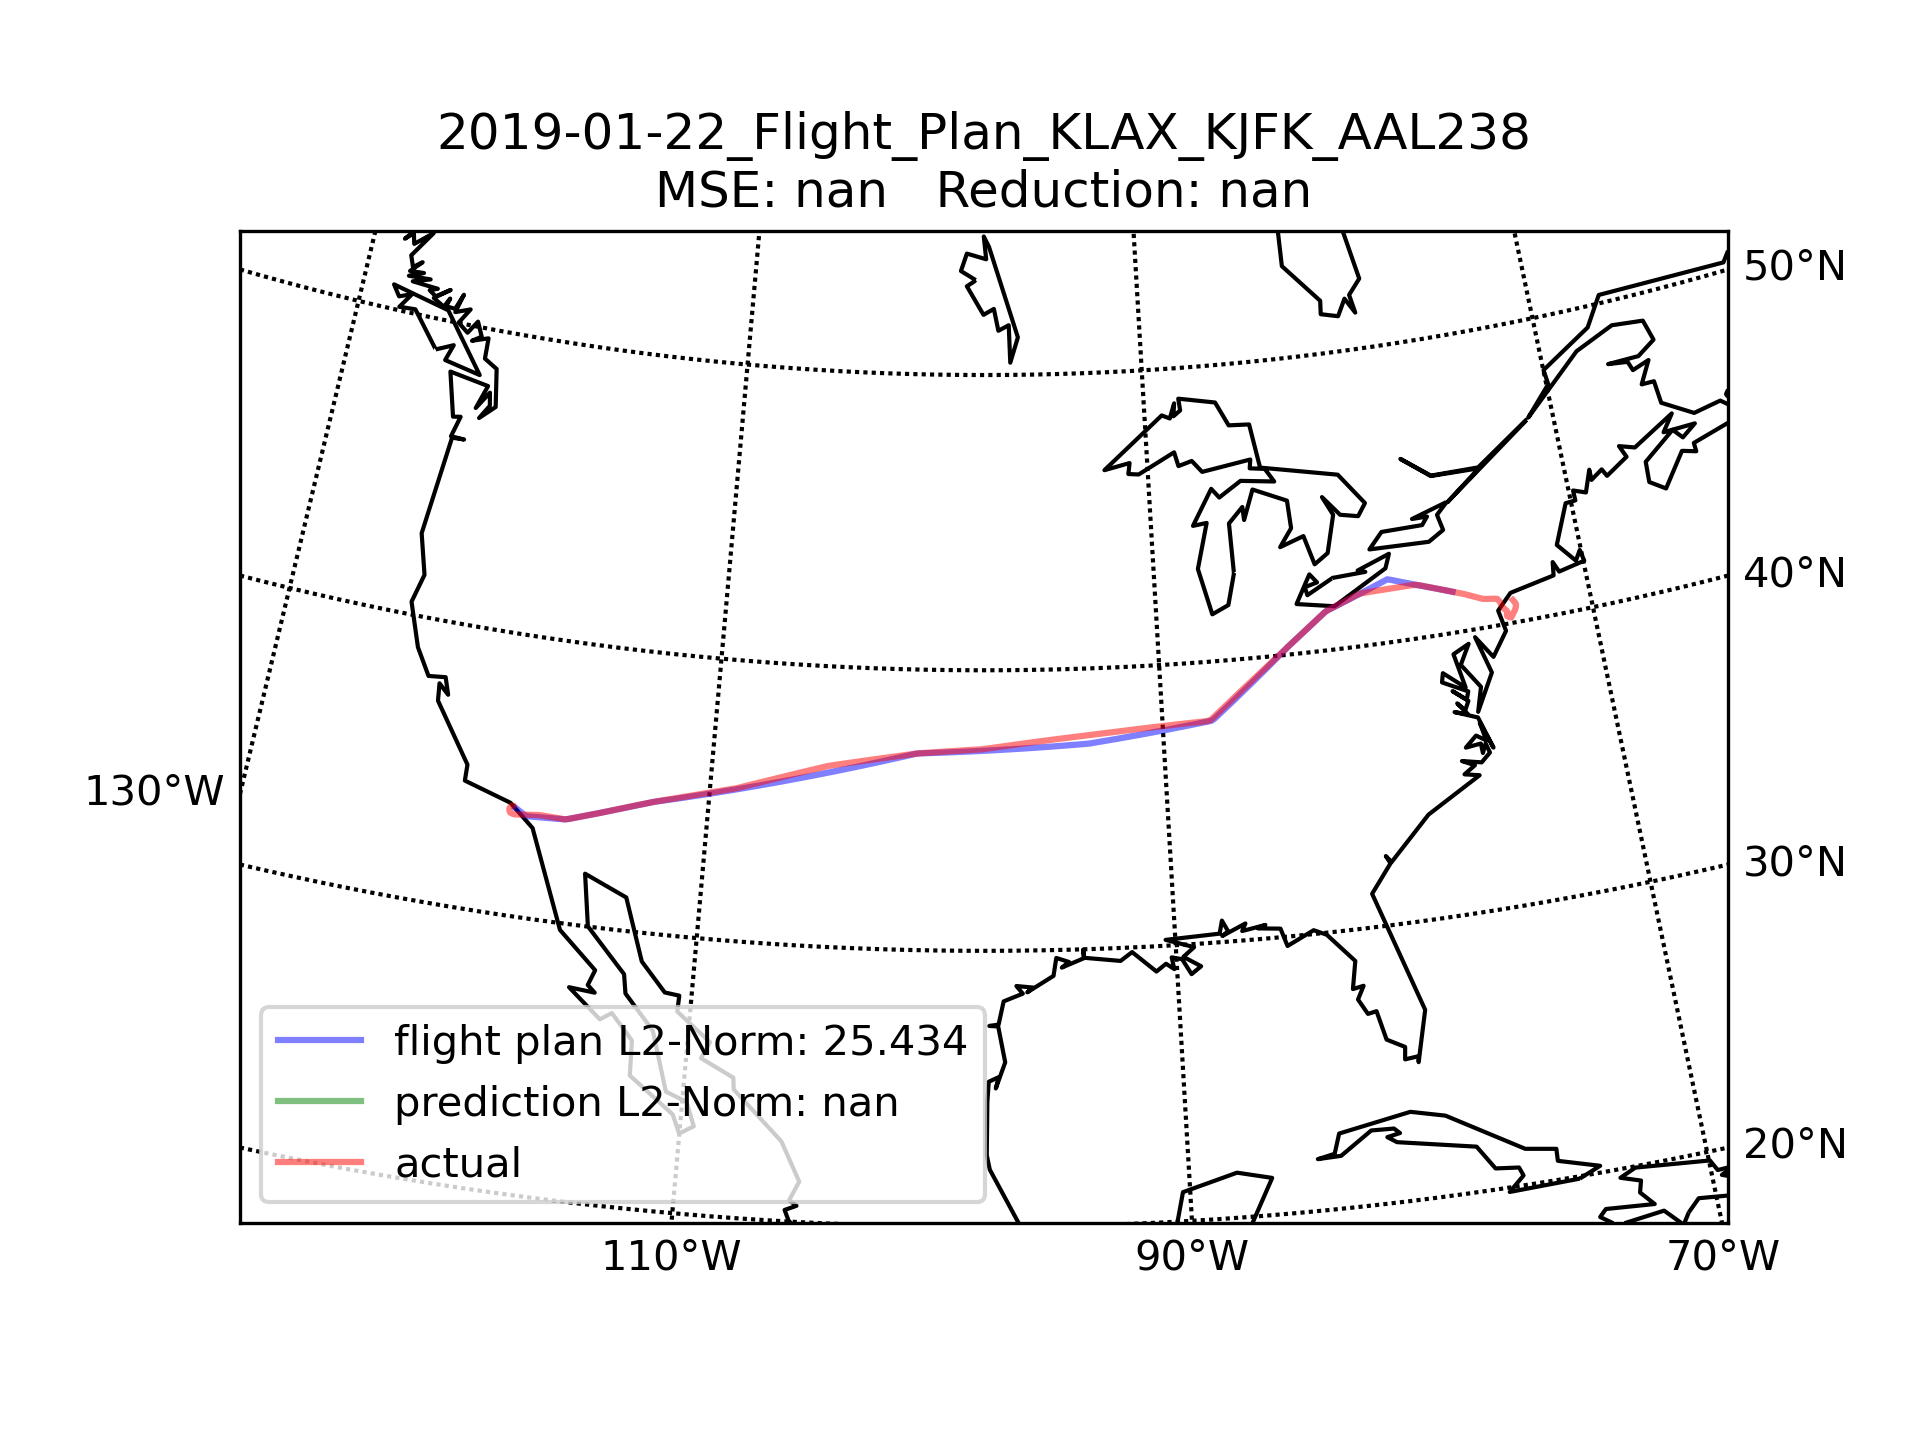 2019-01-22_Flight_Plan_KLAX_KJFK_AAL238
MSE: nan   Reduction: nan
50°N
40°N
130°W
30°N
flight plan L2-Norm: 25.434
prediction L2-Norm: nan
actual
20°N
110°W
90°W
70°W